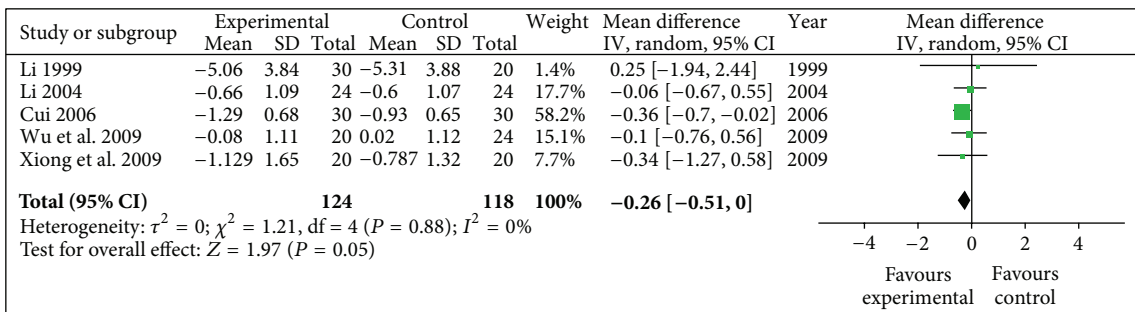 Study or subgroup Experimental Control Weight Mean difference Year Mean difference
Mean SD Total Mean SD Total IV, random, 95% CI IV, random, 95% CI
Li 1999 −5.06 3.84 30 −5.31 3.88 20 1.4% 0.25 [−1.94, 2.44] 1999
Li 2004 −0.66 1.09 24 −0.6 1.07 24 17.7% −0.06 [−0.67, 0.55] 2004
Cui 2006 −1.29 0.68 30 −0.93 0.65 30 58.2% −0.36 [−0.7, −0.02] 2006
Wu et al. 2009 −0.08 1.11 20 0.02 1.12 24 15.1% −0.1 [−0.76, 0.56] 2009
Xiong et al. 2009 −1.129 1.65 20 −0.787 1.32 20 7.7% −0.34 [−1.27, 0.58] 2009
Total (95% CI) 124 118 100% −0.26 [−0.51, 0]
Heterogeneity: τ² = 0; χ² = 1.21, df = 4 (P = 0.88); I² = 0%
Test for overall effect: Z = 1.97 (P = 0.05)
−4 −2 0 2 4
Favours Favours
experimental control